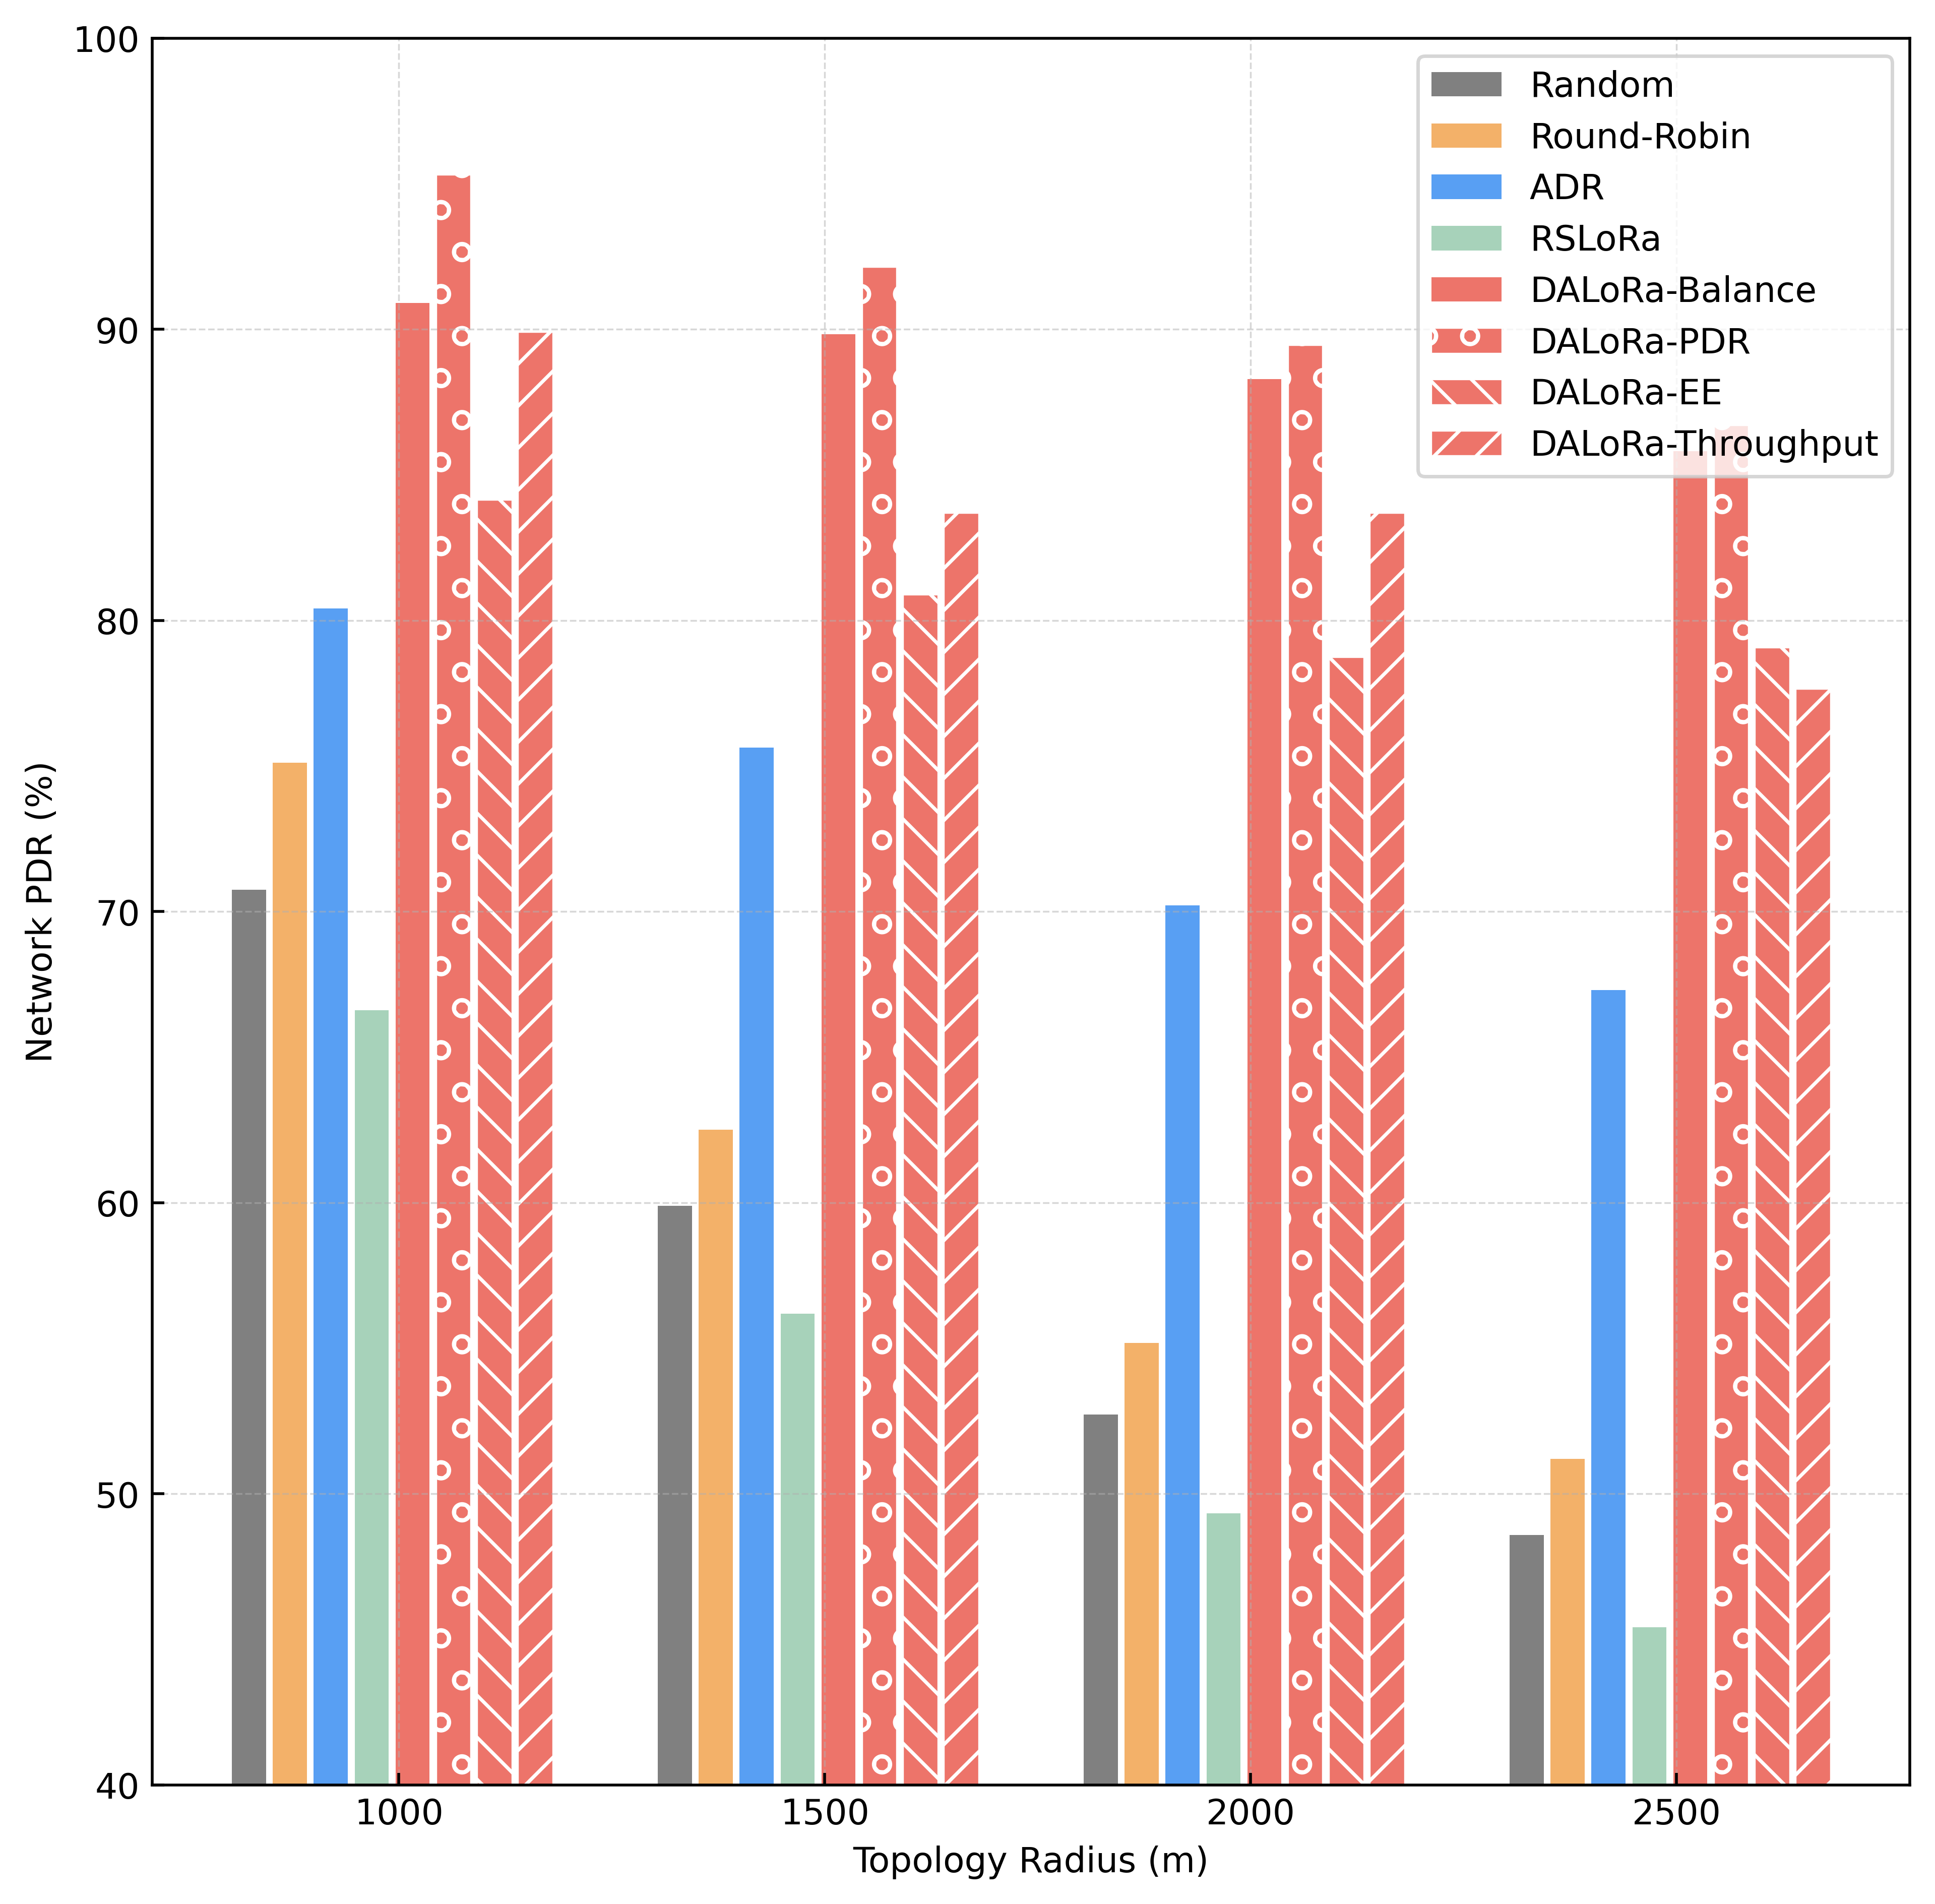 100
90
80
70
60
50
40
Network PDR (%)
Random
Round-Robin
ADR
RSLoRa
DALoRa-Balance
DALoRa-PDR
DALoRa-EE
DALoRa-Throughput
1000
1500
2000
2500
Topology Radius (m)